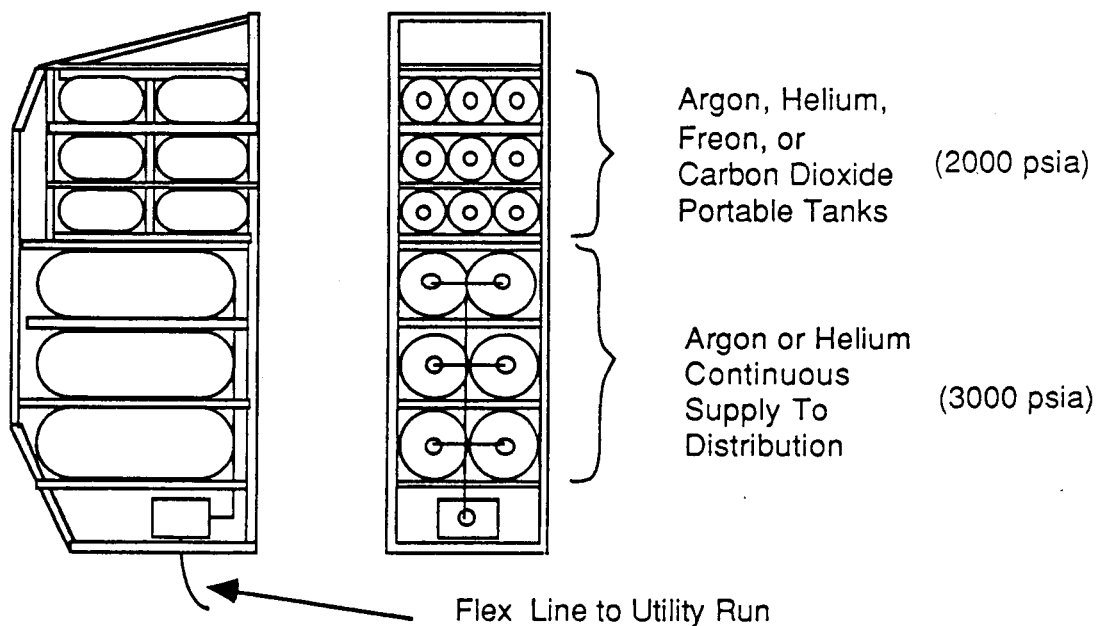 Argon, Helium,
Freon, or
Carbon Dioxide
Portable Tanks
(2000 psia)
Argon or Helium
Continuous
Supply To
Distribution
(3000 psia)
Flex Line to Utility Run